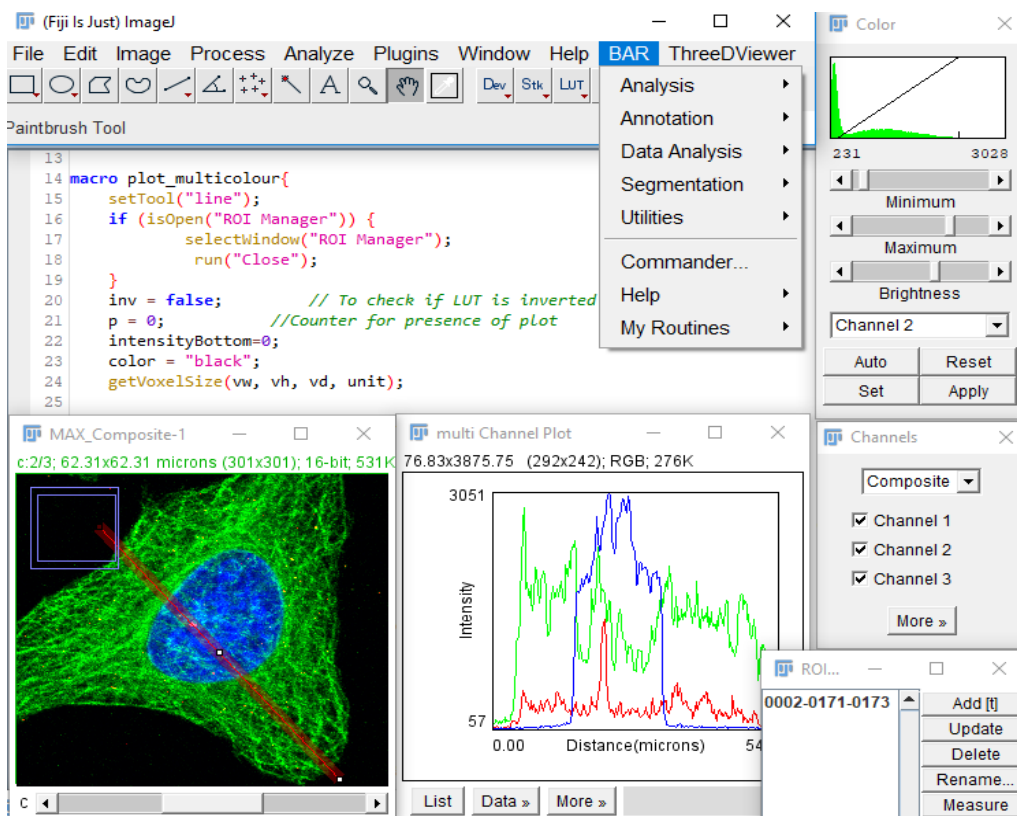 (Fiji Is Just) ImageJ
File Edit Image Process Analyze Plugins Window Help BAR ThreeDViewer
A Dev Stk LUT
Paintbrush Tool
Analysis
Annotation
Data Analysis
Segmentation
Utilities
Commander...
Help
My Routines
13
14 macro plot_multicolour{
15 setTool("line");
16 if (isOpen("ROI Manager")) {
17 selectWindow("ROI Manager");
18 run("Close");
19 }
20 inv = false; // To check if LUT is inverted
21 p = 0; //Counter for presence of plot
22 intensityBottom=0;
23 color = "black";
24 getVoxelSize(vw, vh, vd, unit);
25
Color
231 3028
Minimum
Maximum
Brightness
Channel 2
Auto Reset
Set Apply
MAX_Composite-1
c:2/3; 62.31x62.31 microns (301x301); 16-bit; 531K
C
multi Channel Plot
76.83x3875.75 (292x242); RGB; 276K
3051
Intensity
57
0.00 Distance(microns) 54
List Data » More »
Channels
Composite
Channel 1
Channel 2
Channel 3
More »
ROI...
0002-0171-0173
Add [t]
Update
Delete
Rename...
Measure